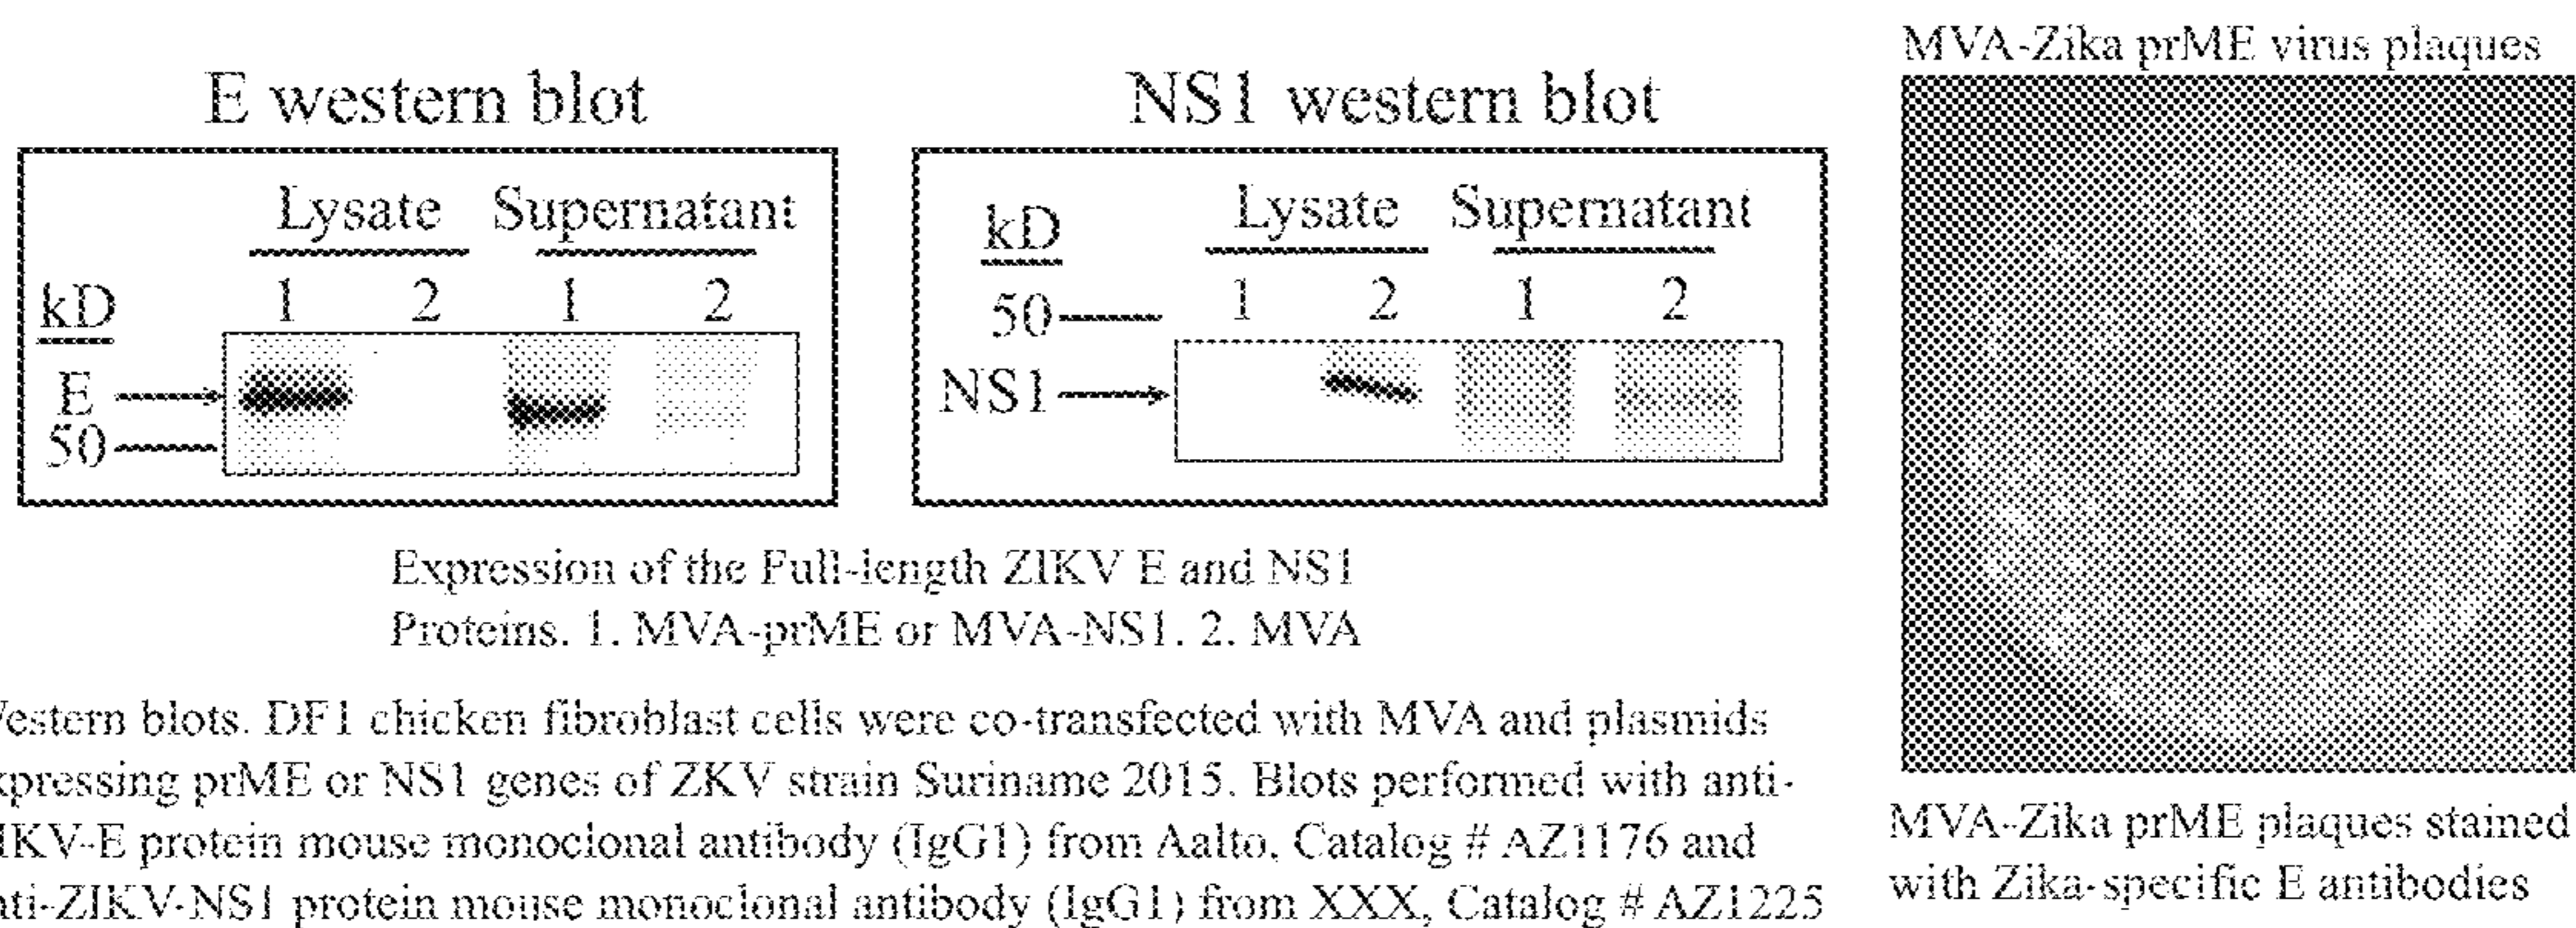 E western blot
Lysate Supernatant
kD 1 2 1 2
E
50
NS1 western blot
kD Lysate Supernatant
50 1 2 1 2
NS1
Expression of the Full-length ZIKV E and NS1
Proteins. 1. MVA-prME or MVA-NS1. 2. MVA
estern blots. DF1 chicken fibroblast cells were co-transfected with MVA and plasmids
xpressing prME or NS1 genes of ZKV strain Suriname 2015. Blots performed with anti-
IKV-E protein mouse monoclonal antibody (IgG1) from Aalto, Catalog # AZ1176 and
nti-ZIKV-NS1 protein mouse monoclonal antibody (IgG1) from XXX, Catalog # AZ1225
MVA-Zika prME virus plaques
MVA-Zika prME plaques stained
with Zika-specific E antibodies